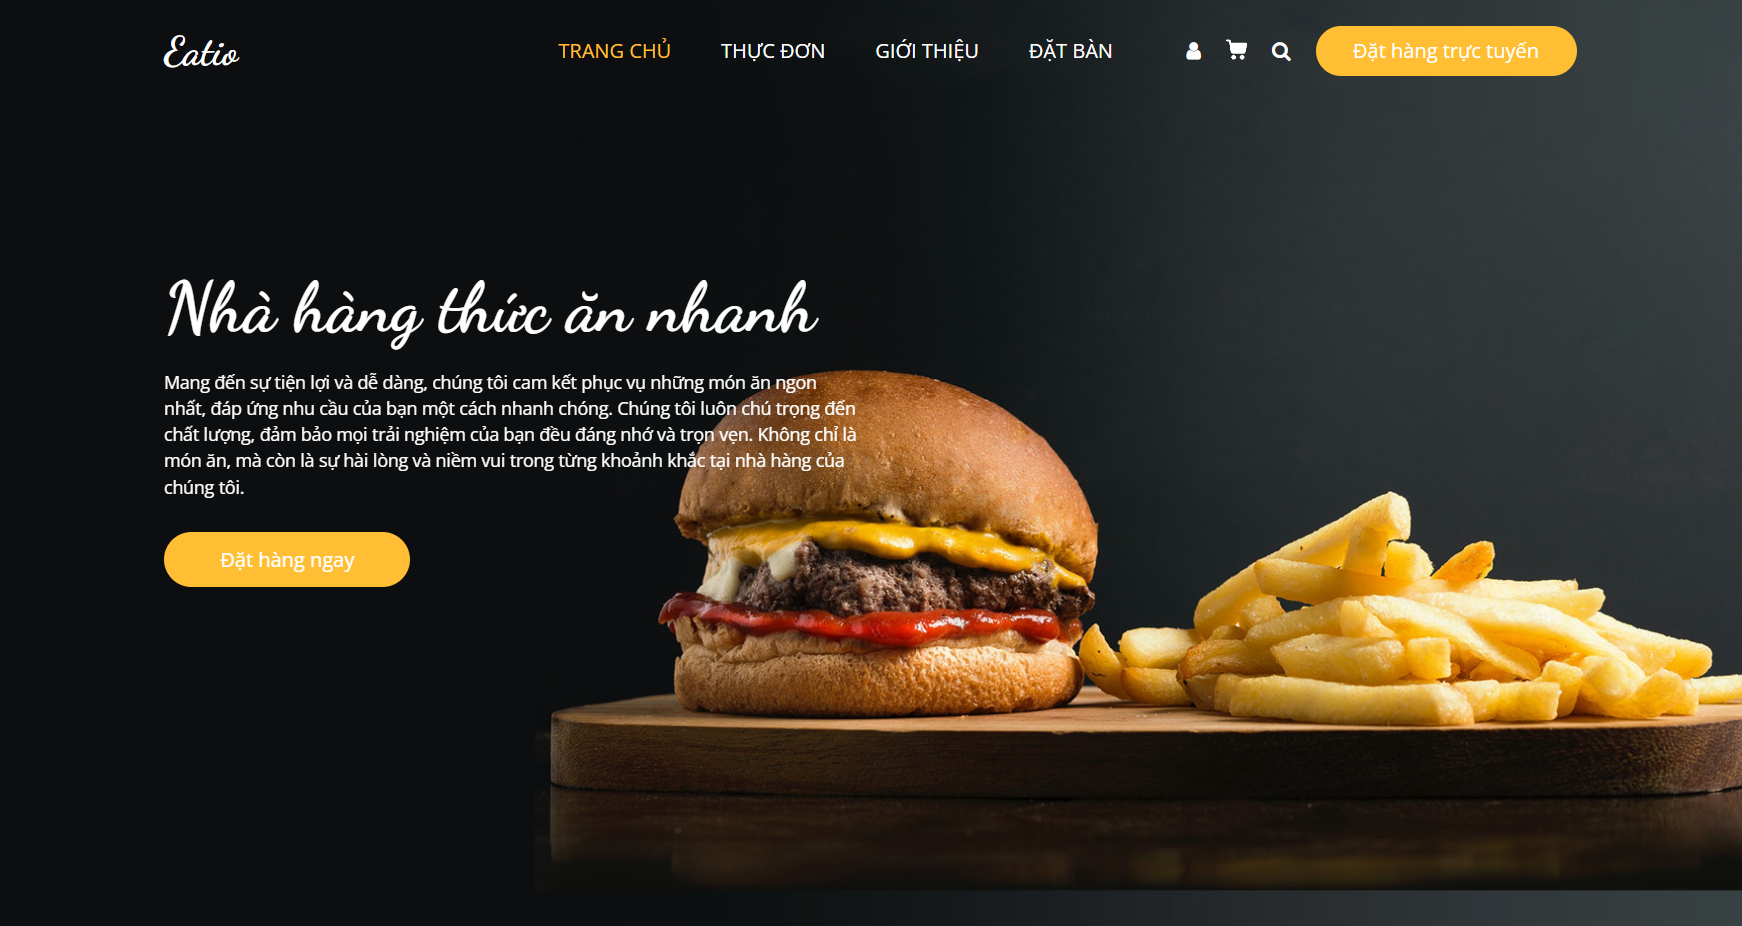 Eatio
TRANG CHỦ
THỰC ĐƠN
GIỚI THIỆU
ĐẶT BÀN
Đặt hàng trực tuyến
Nhà hàng thức ăn nhanh
Mang đến sự tiện lợi và dễ dàng, chúng tôi cam kết phục vụ những món ăn ngon
nhất, đáp ứng nhu cầu của bạn một cách nhanh chóng. Chúng tôi luôn chú trọng đến
chất lượng, đảm bảo mọi trải nghiệm của bạn đều đáng nhớ và trọn vẹn. Không chỉ là
món ăn, mà còn là sự hài lòng và niềm vui trong từng khoảnh khắc tại nhà hàng của
chúng tôi.
Đặt hàng ngay